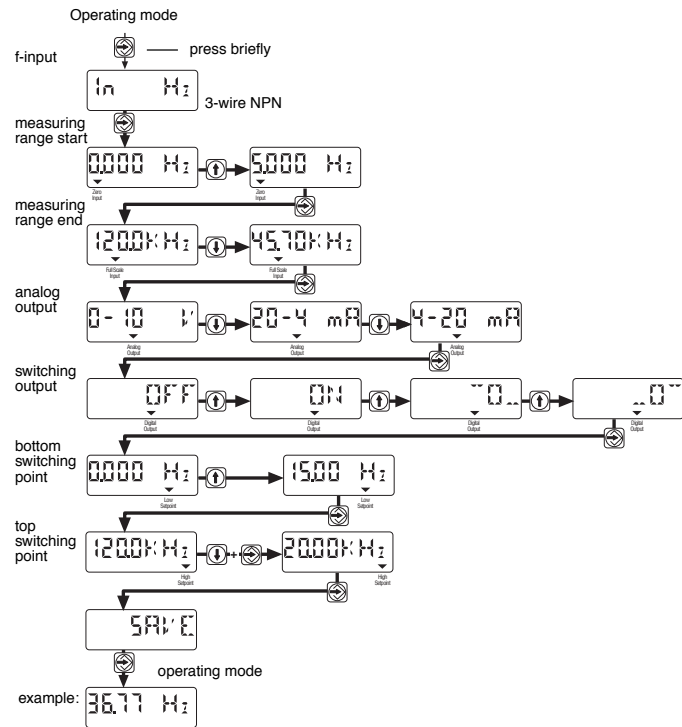 Operating mode
press briefly
f-input
In Hz
3-wire NPN
measuring
range start
0.000 Hz
5.000 Hz
Zero
Input
Zero
Input
measuring
range end
120.0kHz
45.70kHz
Full Scale
Input
Full Scale
Input
analog
output
0-10 V
20-4 mA
4-20 mA
Analog
Output
Analog
Output
Analog
Output
switching
output
OFF
ON
‾0_
_0‾
Digital
Output
Digital
Output
Digital
Output
Digital
Output
bottom
switching
point
0.000 Hz
15.00 Hz
Low
Setpoint
Low
Setpoint
top
switching
point
120.0kHz
+
20.00kHz
High
Setpoint
High
Setpoint
SAVE
operating mode
example:
36.77 Hz